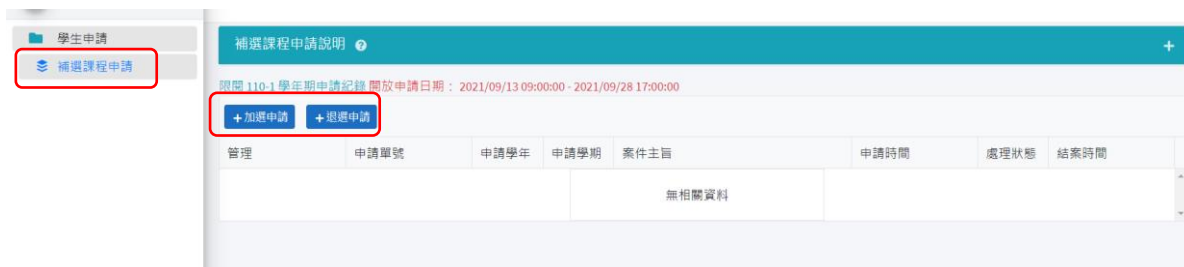 學生申請
補選課程申請
補選課程申請說明 ?
+
限閱 110-1 學年期申請紀錄 開放申請日期： 2021/09/13 09:00:00 - 2021/09/28 17:00:00
+加選申請 +退選申請
管理 申請單號 申請學年 申請學期 案件主旨 申請時間 處理狀態 結案時間
無相關資料